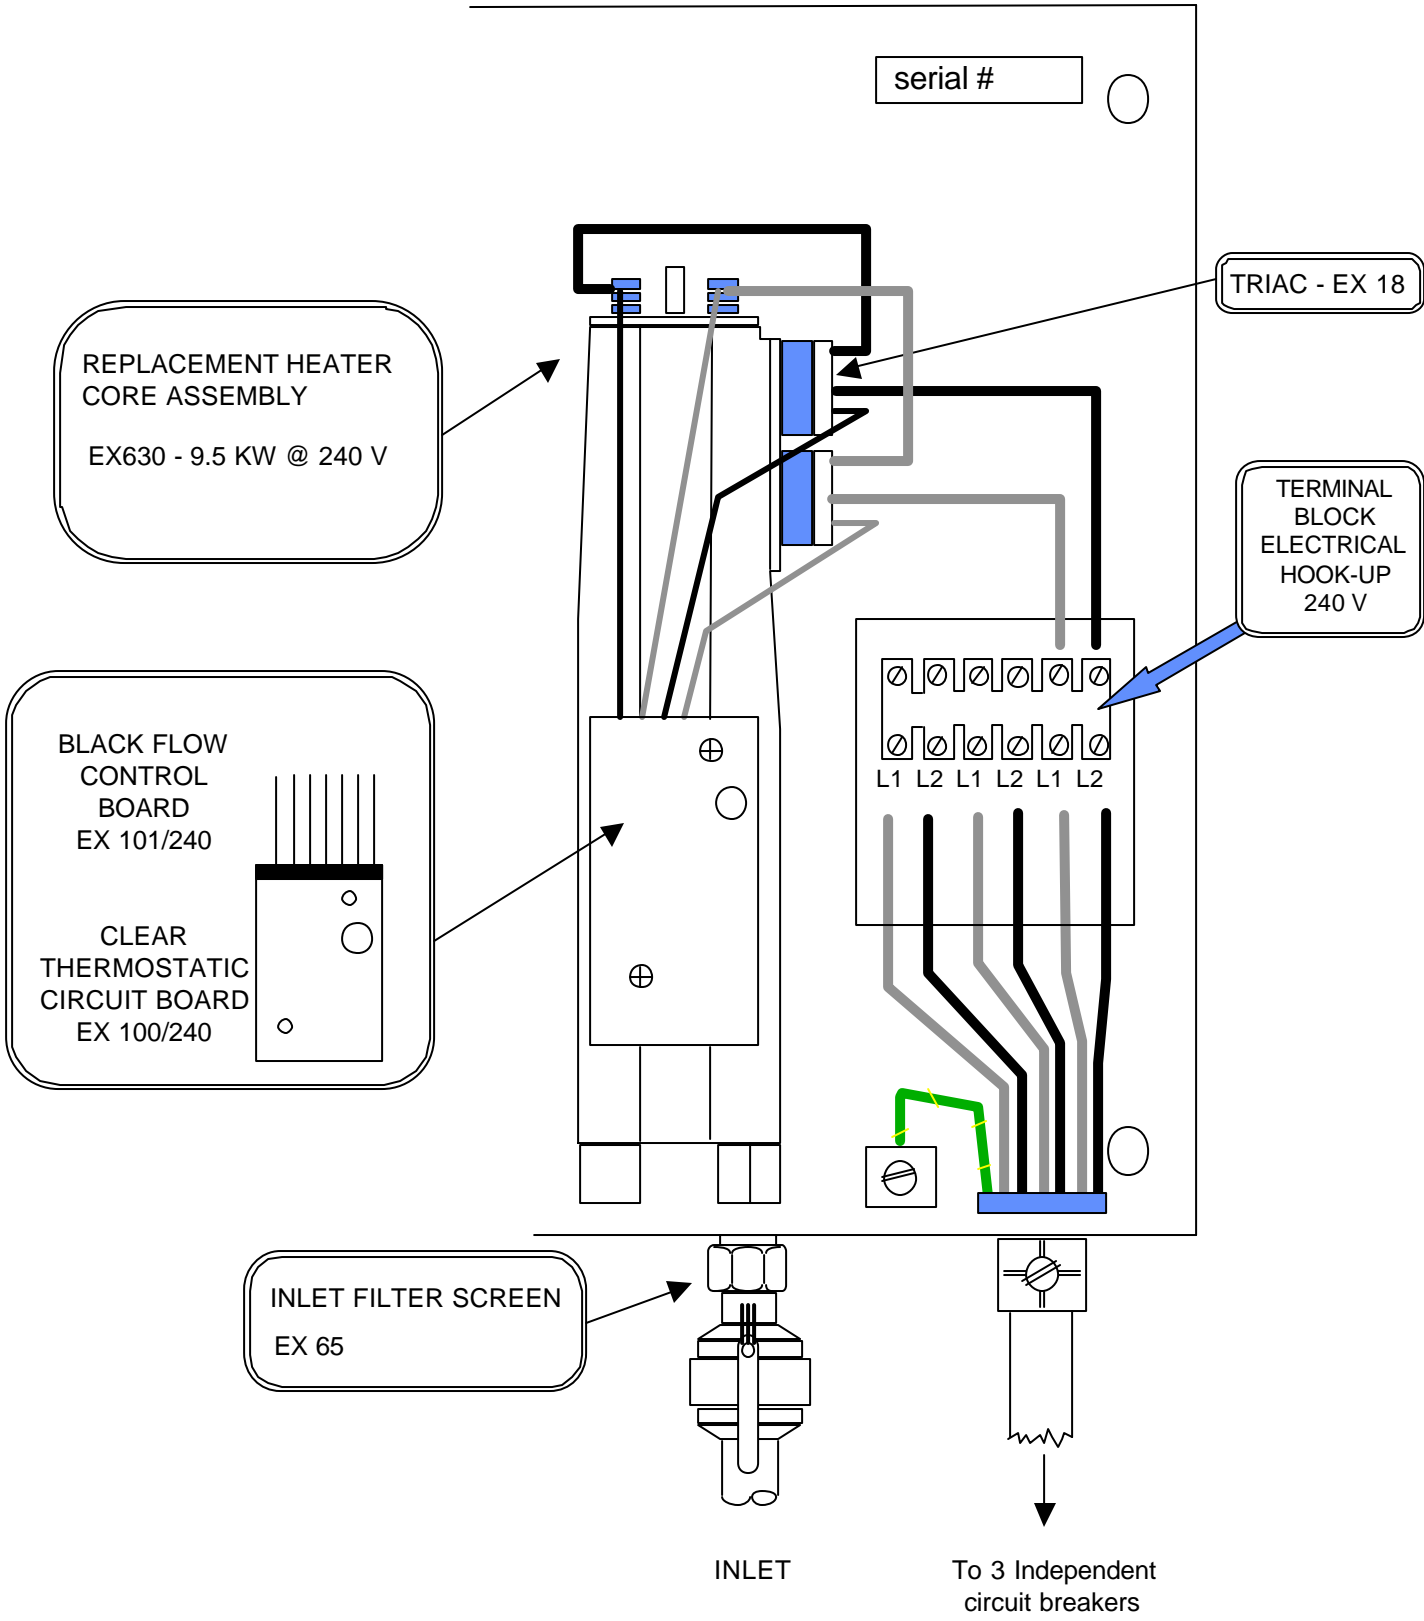 serial #
TRIAC - EX 18
REPLACEMENT HEATER
CORE ASSEMBLY
EX630 - 9.5 KW @ 240 V
TERMINAL
BLOCK
ELECTRICAL
HOOK-UP
240 V
BLACK FLOW
CONTROL
BOARD
EX 101/240
CLEAR
THERMOSTATIC
CIRCUIT BOARD
EX 100/240
L1 L2 L1 L2 L1 L2
INLET FILTER SCREEN
EX 65
INLET
To 3 Independent
circuit breakers